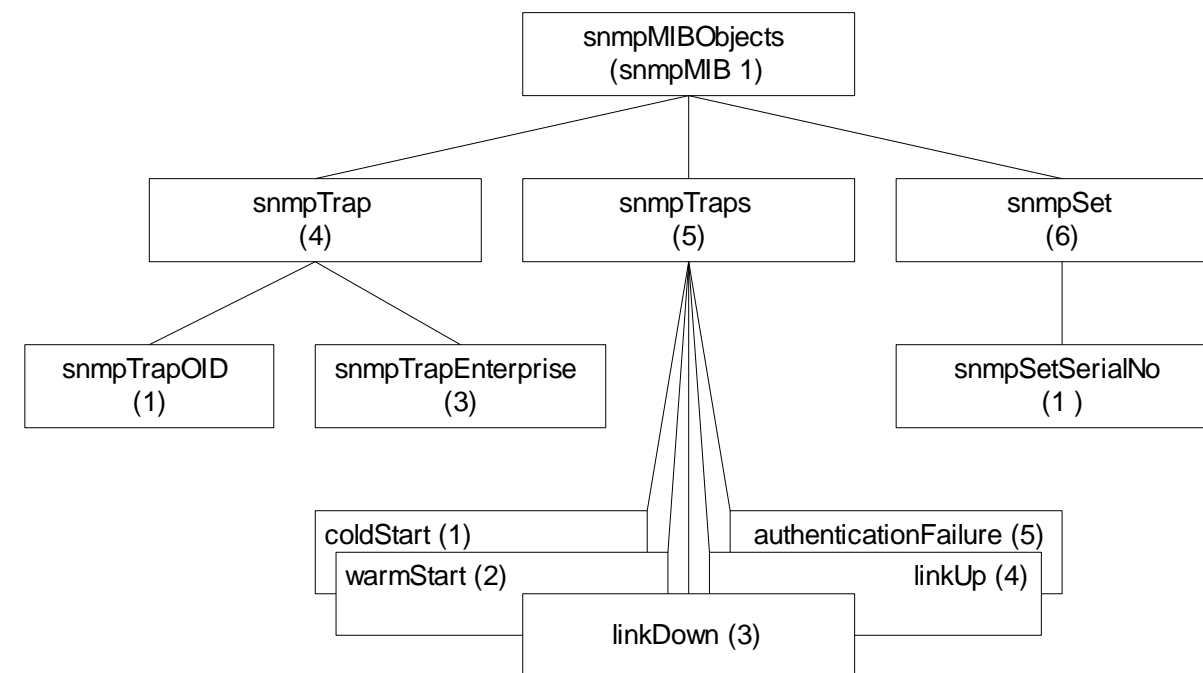 snmpMIBObjects
(snmpMIB 1)
snmpTrap
(4)
snmpTraps
(5)
snmpSet
(6)
snmpTrapOID
(1)
snmpTrapEnterprise
(3)
snmpSetSerialNo
(1 )
coldStart (1)
authenticationFailure (5)
warmStart (2)
linkUp (4)
linkDown (3)